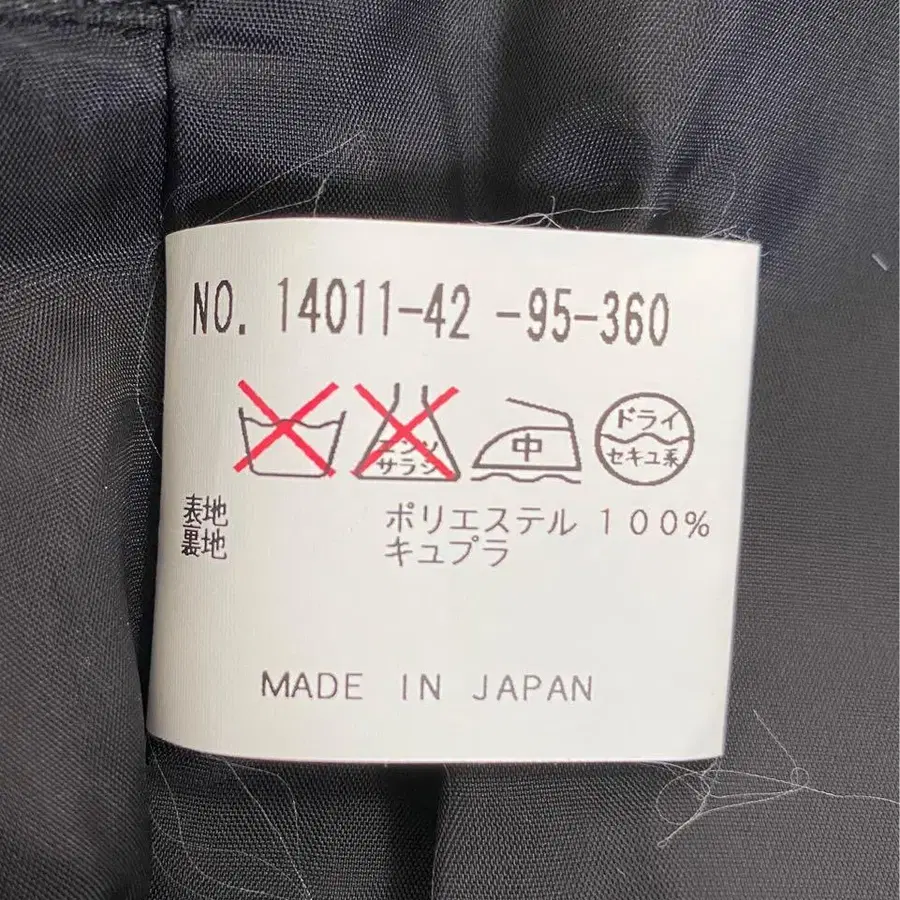 NO. 14011-42 -95-360
エンソ
サラシ
中
ドライ
セキユ系
表地 ポリエステル 100%
裏地 キュプラ
MADE IN JAPAN